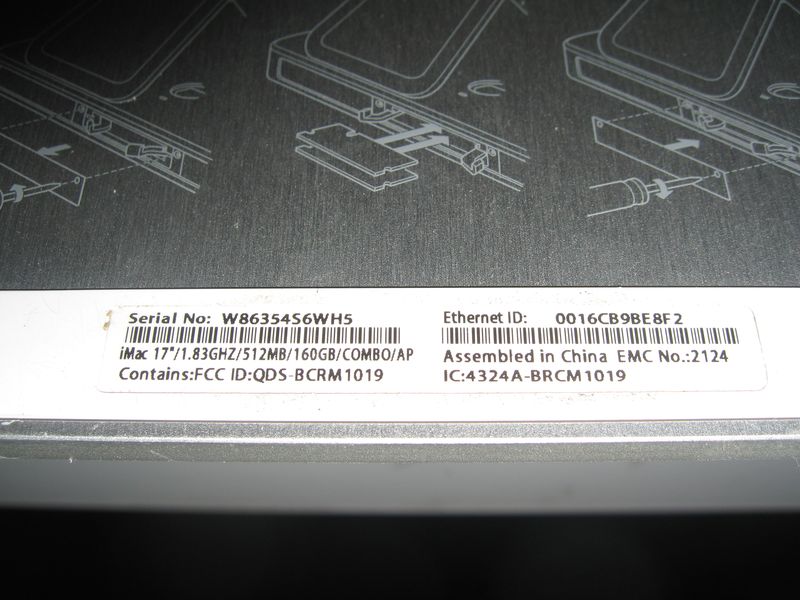 Serial No: W86354S6WH5
iMac 17"/1.83GHZ/512MB/160GB/COMBO/AP
Contains:FCC ID:QDS-BCRM1019
Ethernet ID: 0016CB9BE8F2
Assembled in China EMC No.:2124
IC:4324A-BRCM1019